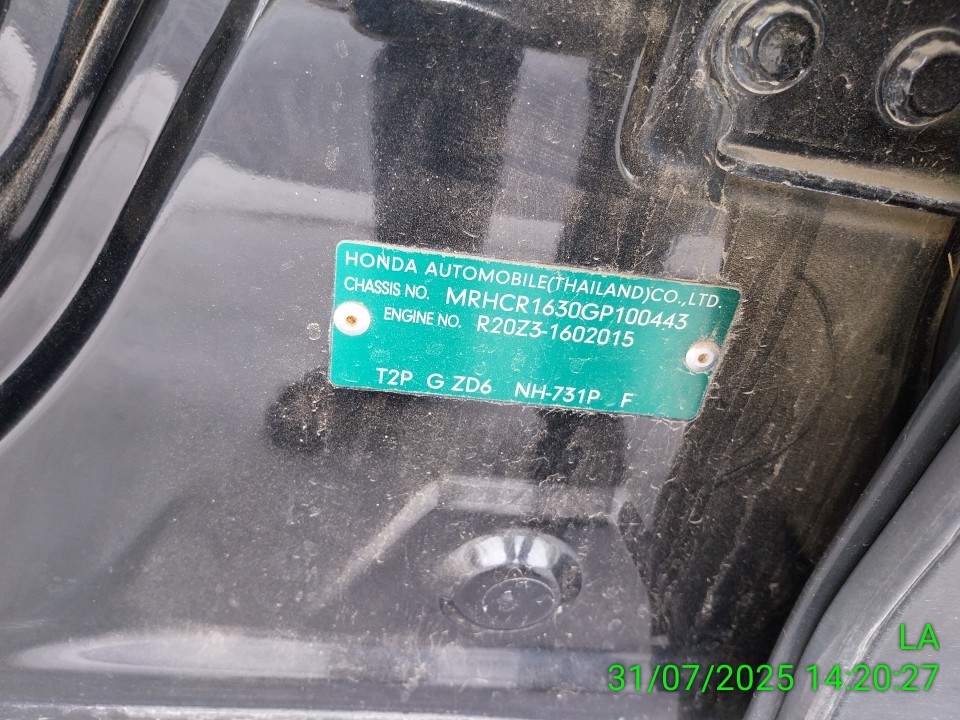 HONDA AUTOMOBILE(THAILAND)CO.,LTD.
CHASSIS NO. MRHCR1630GP100443
ENGINE NO. R20Z3-1602015
T2P G ZD6 NH-731P F
LA
31/07/2025 14:20:27